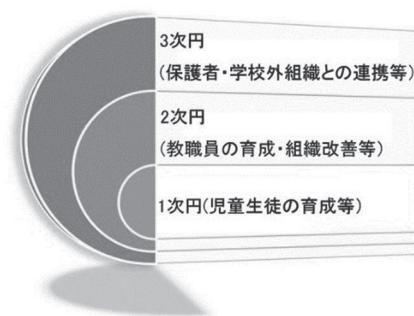 3次円
(保護者・学校外組織との連携等)
2次円
(教職員の育成・組織改善等)
1次円(児童生徒の育成等)